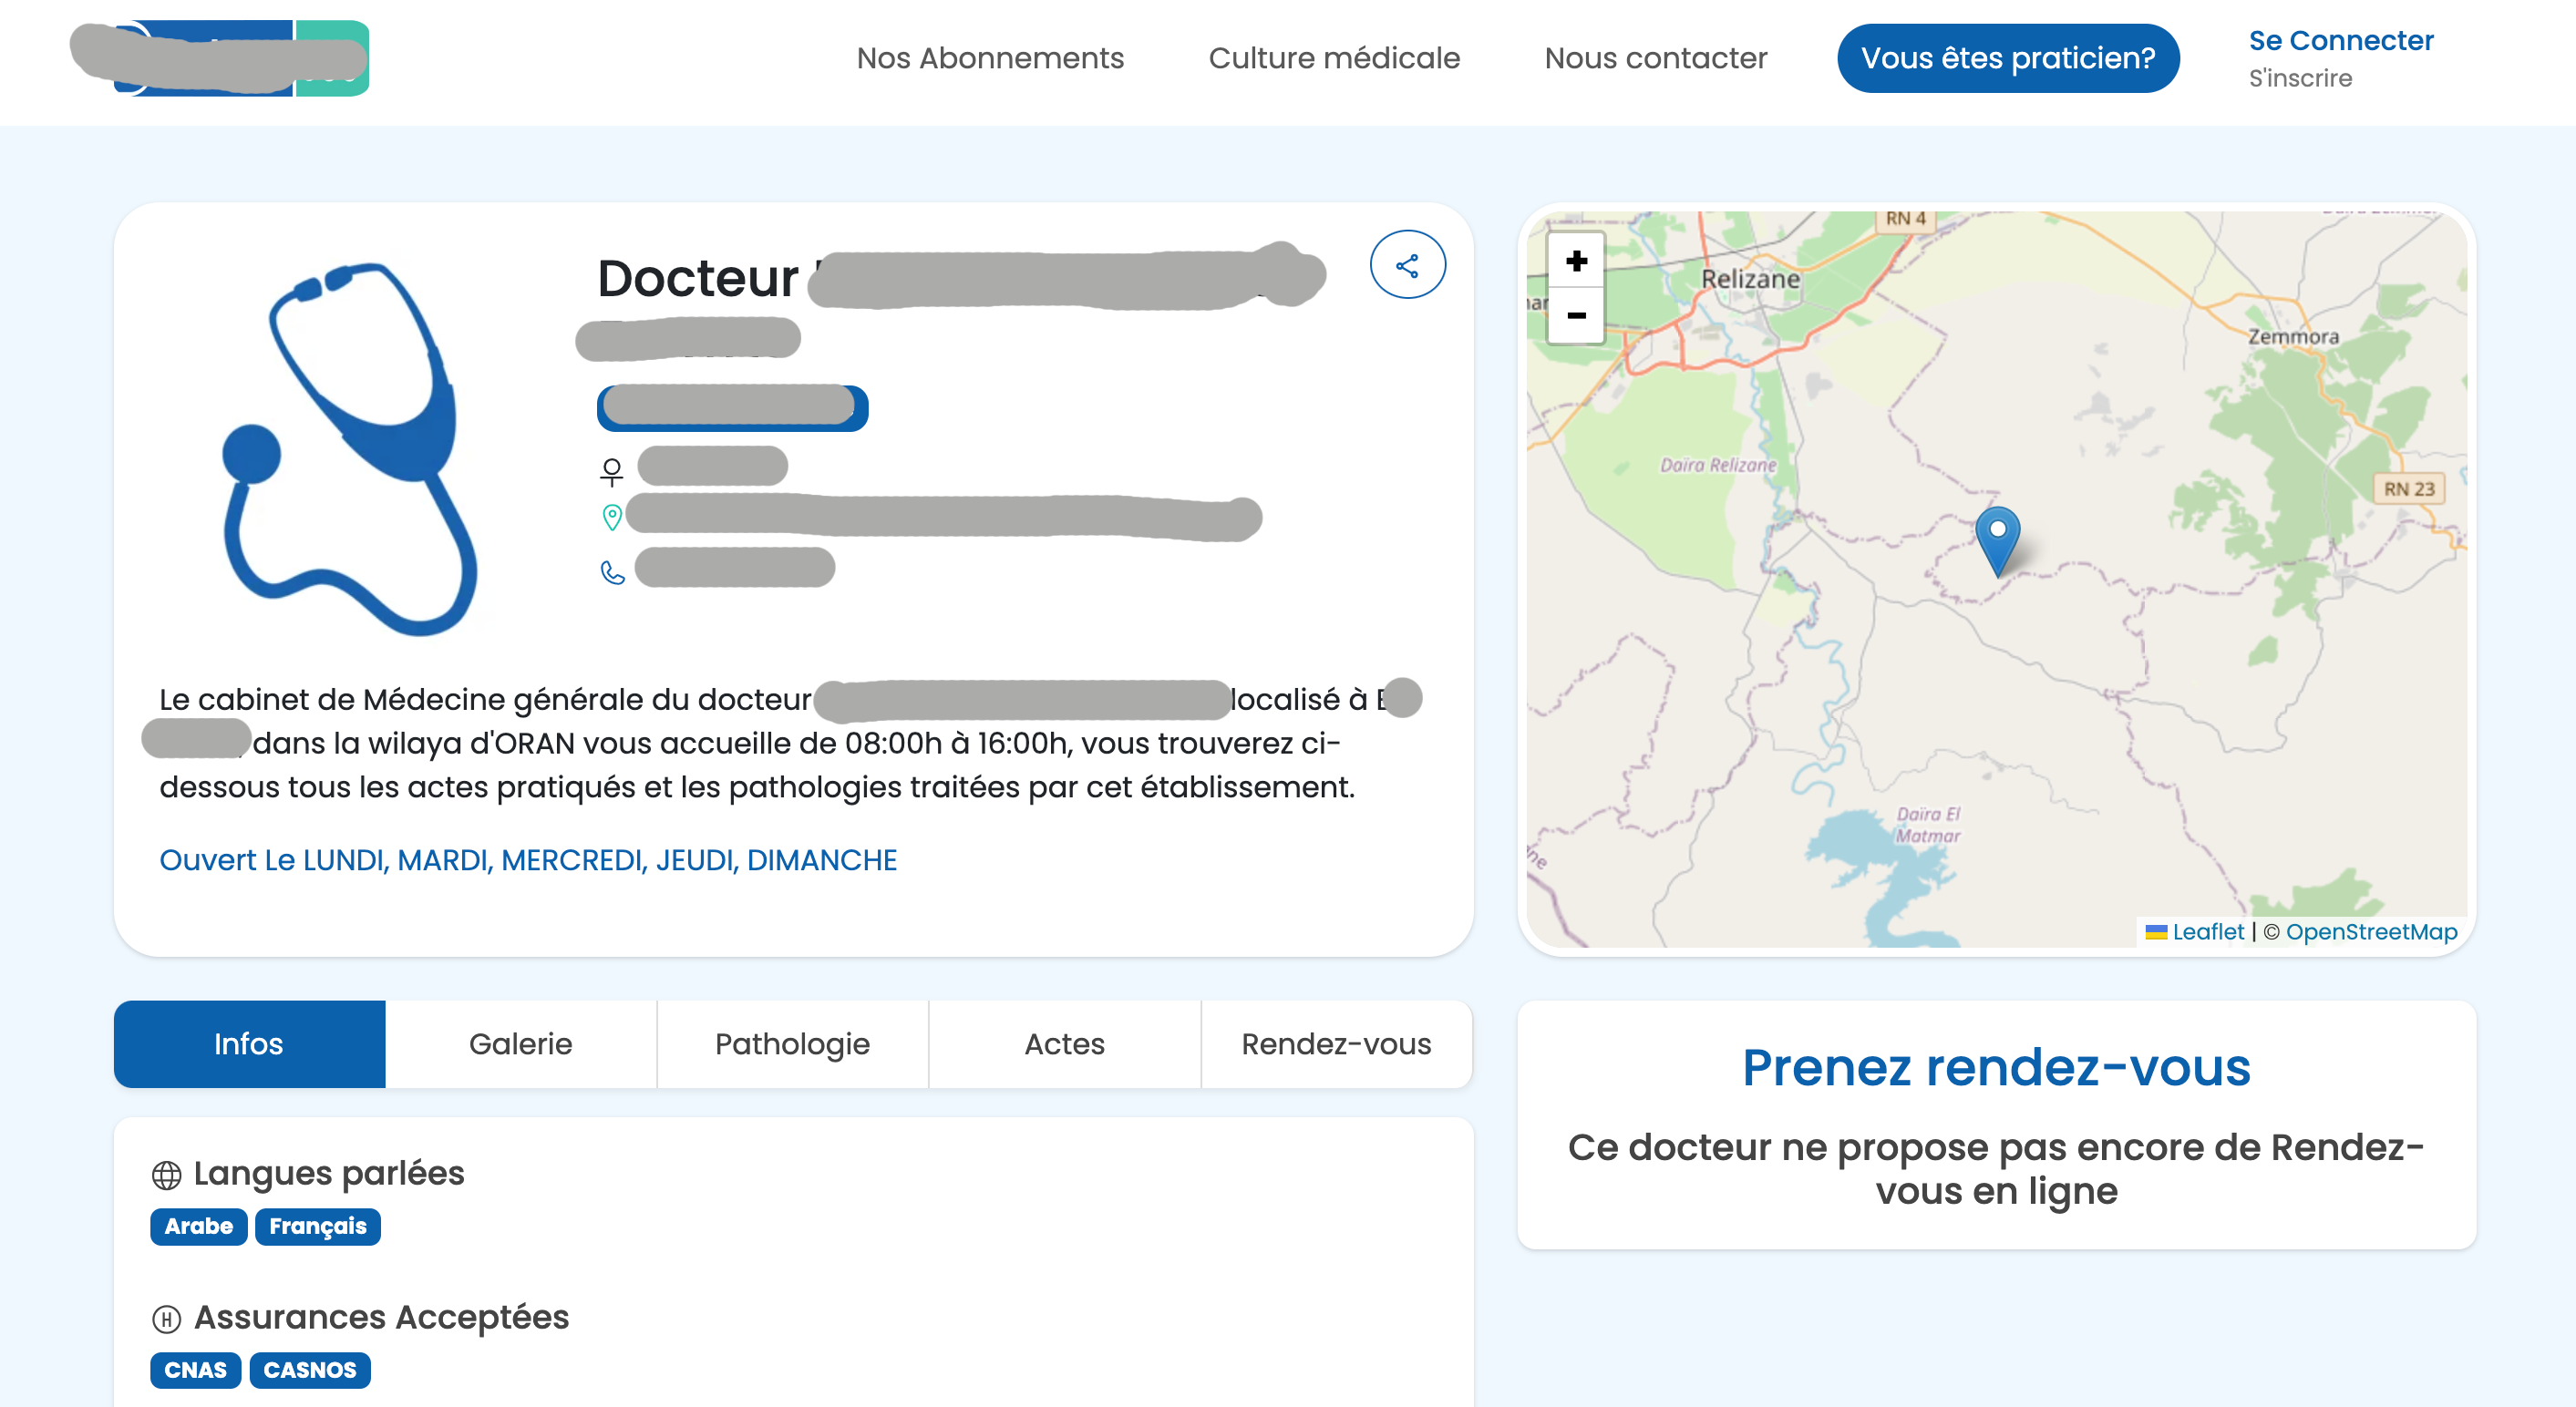 Nos Abonnements
Culture médicale
Nous contacter
Vous êtes praticien?
Se Connecter
S'inscrire
Docteur
Le cabinet de Médecine générale du docteur localisé à
dans la wilaya d'ORAN vous accueille de 08:00h à 16:00h, vous trouverez ci-
dessous tous les actes pratiqués et les pathologies traitées par cet établissement.
Ouvert Le LUNDI, MARDI, MERCREDI, JEUDI, DIMANCHE
RN 4
+
Relizane
-
Zemmora
Daïra Relizane
RN 23
Daïra El
Matmar
Leaflet | © OpenStreetMap
Infos
Galerie
Pathologie
Actes
Rendez-vous
Prenez rendez-vous
Ce docteur ne propose pas encore de Rendez-
vous en ligne
Langues parlées
Arabe
Français
Assurances Acceptées
CNAS
CASNOS